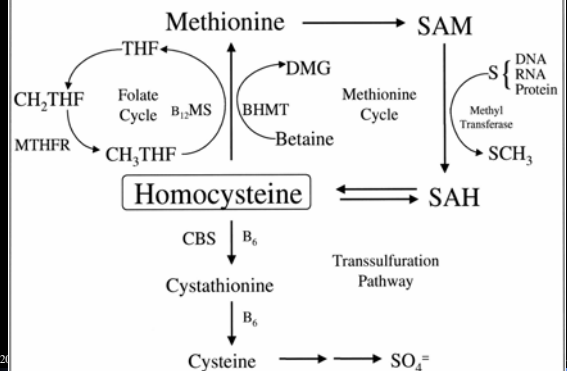 Methionine
SAM
THF
DNA
S { RNA
Protein
DMG
CH₂THF
Folate
Cycle
B₁₂MS
BHMT
Methionine
Cycle
Methyl
Transferase
Betaine
MTHFR
CH₃THF
SCH₃
Homocysteine
SAH
CBS
B₆
Transsulfuration
Pathway
Cystathionine
B₆
Cysteine
SO₄⁼